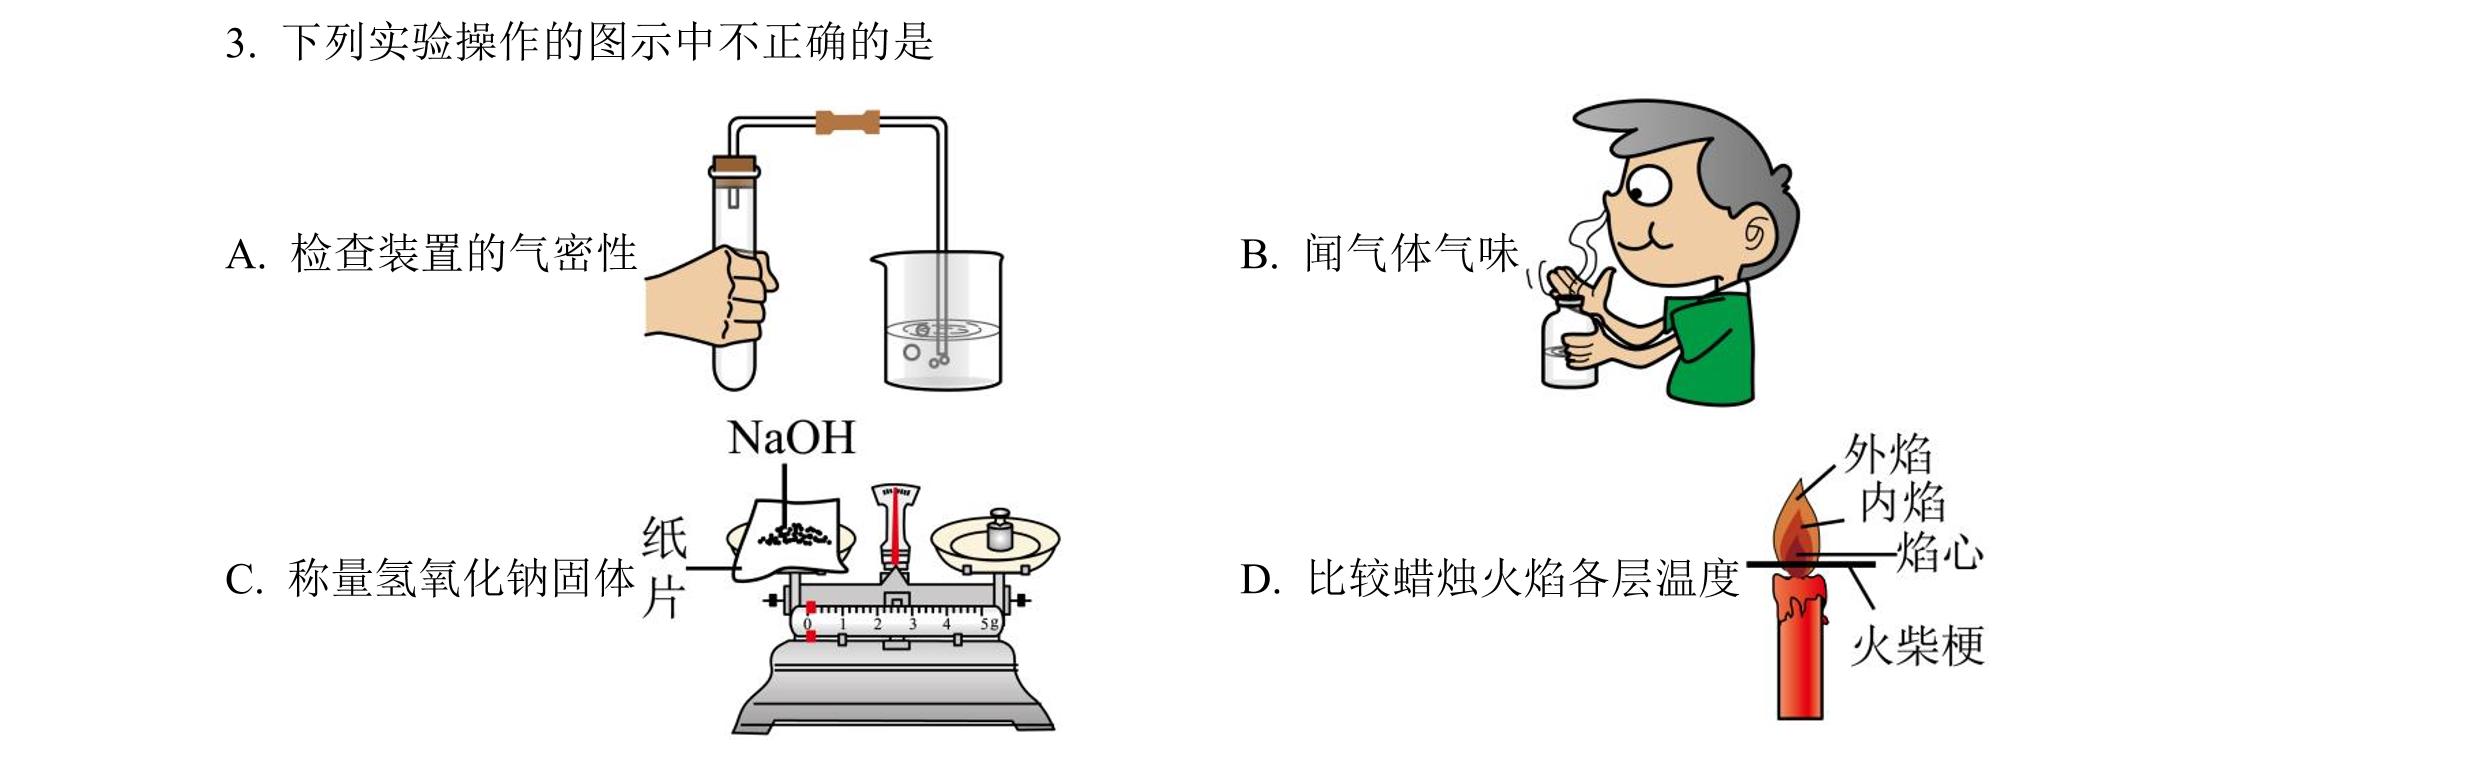 3. 下列实验操作的图示中不正确的是
A. 检查装置的气密性
B. 闻气体气味
C. 称量氢氧化钠固体
NaOH
纸
片
0 1 2 3 4 5g
D. 比较蜡烛火焰各层温度
外焰
内焰
焰心
火柴梗